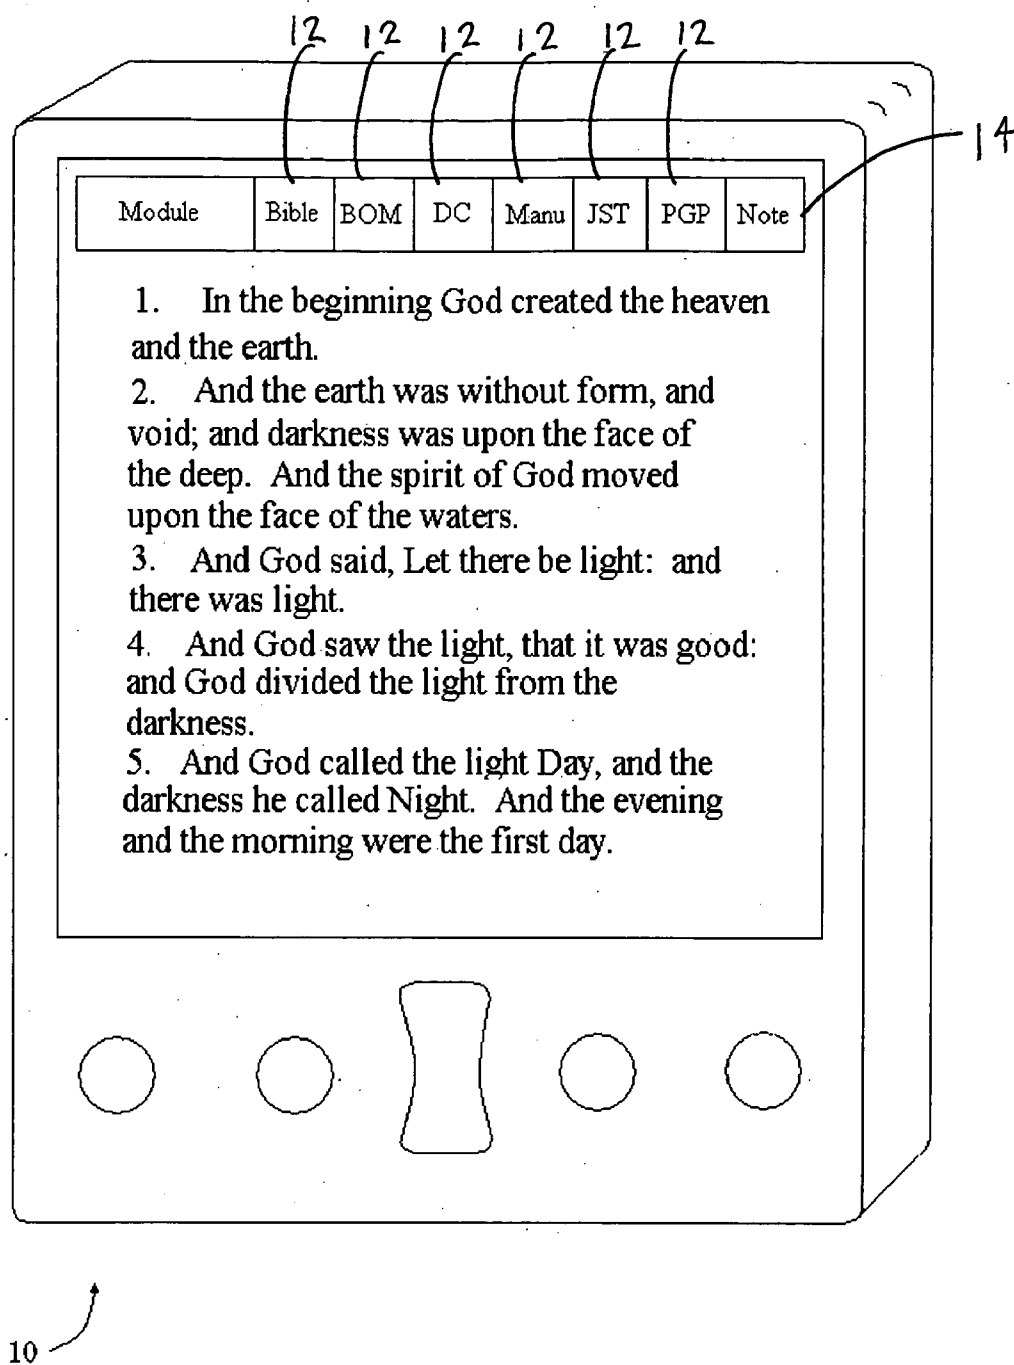 12 12 12 12 12 12
14
Module Bible BOM DC Manu JST PGP Note
1. In the beginning God created the heaven
and the earth.
2. And the earth was without form, and
void; and darkness was upon the face of
the deep. And the spirit of God moved
upon the face of the waters.
3. And God said, Let there be light: and
there was light.
4. And God saw the light, that it was good:
and God divided the light from the
darkness.
5. And God called the light Day, and the
darkness he called Night. And the evening
and the morning were the first day.
10